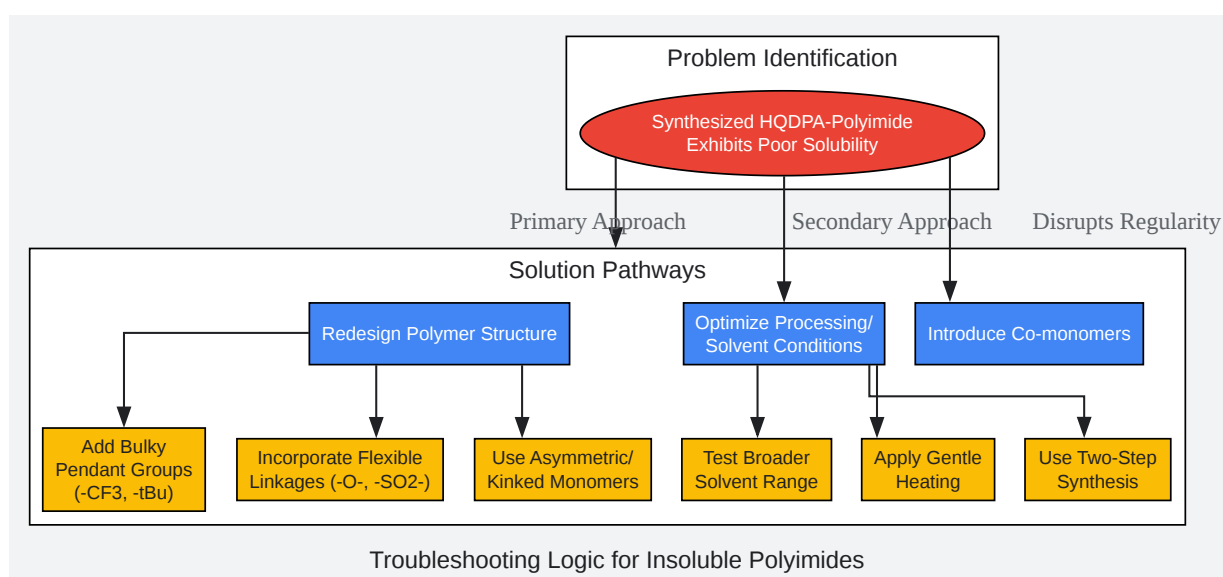 Problem Identification
Synthesized HQDPA-Polyimide
Exhibits Poor Solubility
Primary Approach
Secondary Approach
Disrupts Regularity
Solution Pathways
Redesign Polymer Structure
Optimize Processing/
Solvent Conditions
Introduce Co-monomers
Add Bulky
Pendant Groups
(-CF3, -tBu)
Incorporate Flexible
Linkages (-O-, -SO2-)
Use Asymmetric/
Kinked Monomers
Test Broader
Solvent Range
Apply Gentle
Heating
Use Two-Step
Synthesis
Troubleshooting Logic for Insoluble Polyimides